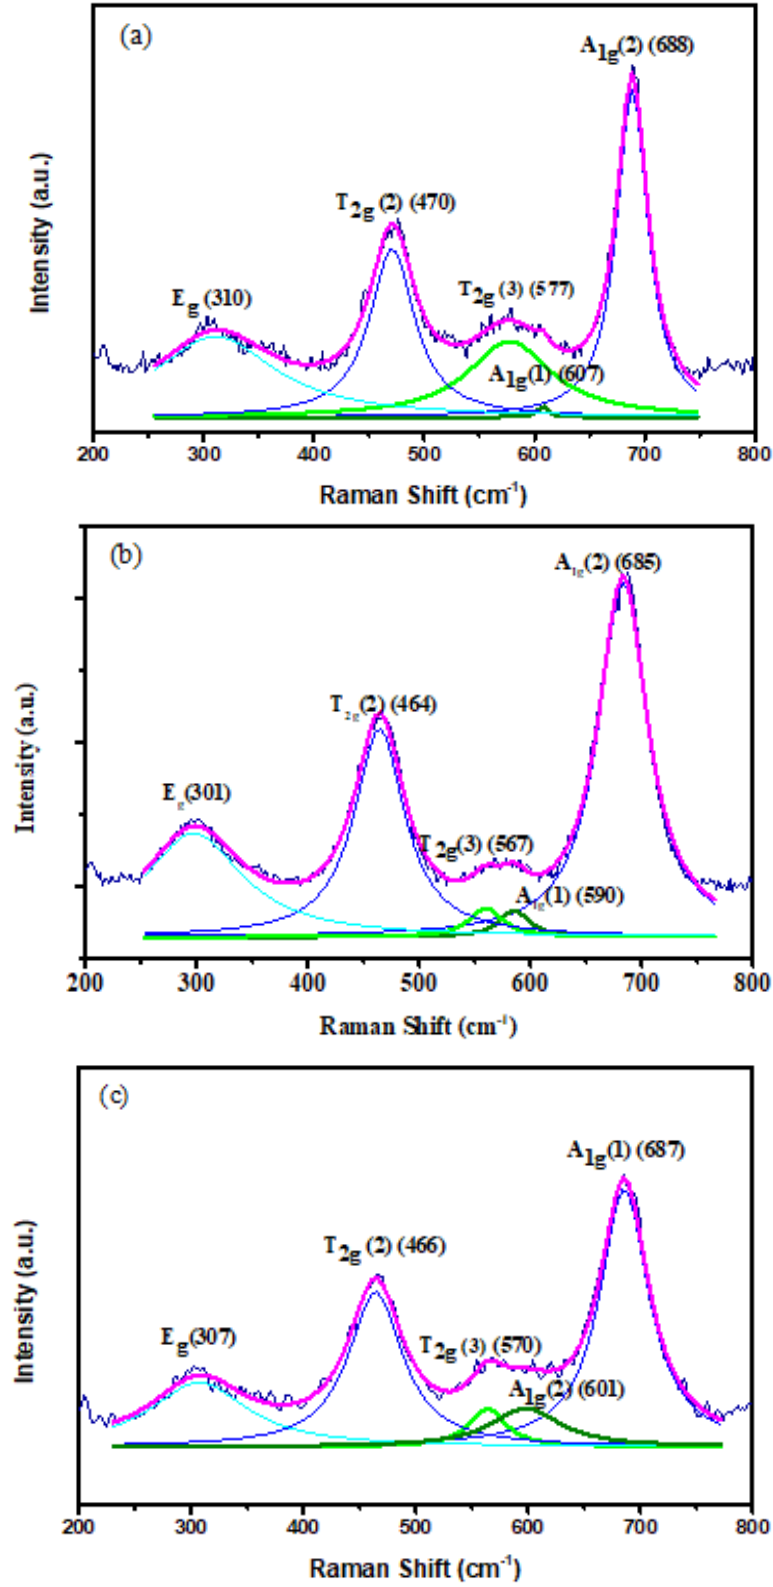 (a)
A1g(2) (688)
T2g (2) (470)
Eg (310)
T2g (3) (577)
A1g(1) (607)
Intensity (a.u.)
200 300 400 500 600 700 800
Raman Shift (cm-1)
(b)
A1g(2) (685)
T2g(2) (464)
Eg(301)
T2g(3) (567)
A1g(1) (590)
Intensity (a.u.)
200 300 400 500 600 700 800
Raman Shift (cm-1)
(c)
A1g(1) (687)
T2g (2) (466)
Eg(307)
T2g (3) (570)
A1g(2) (601)
Intensity (a.u.)
200 300 400 500 600 700 800
Raman Shift (cm-1)